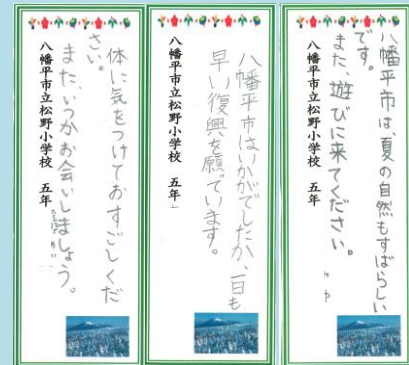 八幡平市は、夏の自然もすばらしい
です。
また、遊びに来てください。
八幡平市立松野小学校 五年
八幡平市はいかがでしたか、一日も
早い復興を願っています。
八幡平市立松野小学校 五年
体に気をつけておすごしくだ
さい。
また、いつかお会いしましょう。
八幡平市立松野小学校 五年